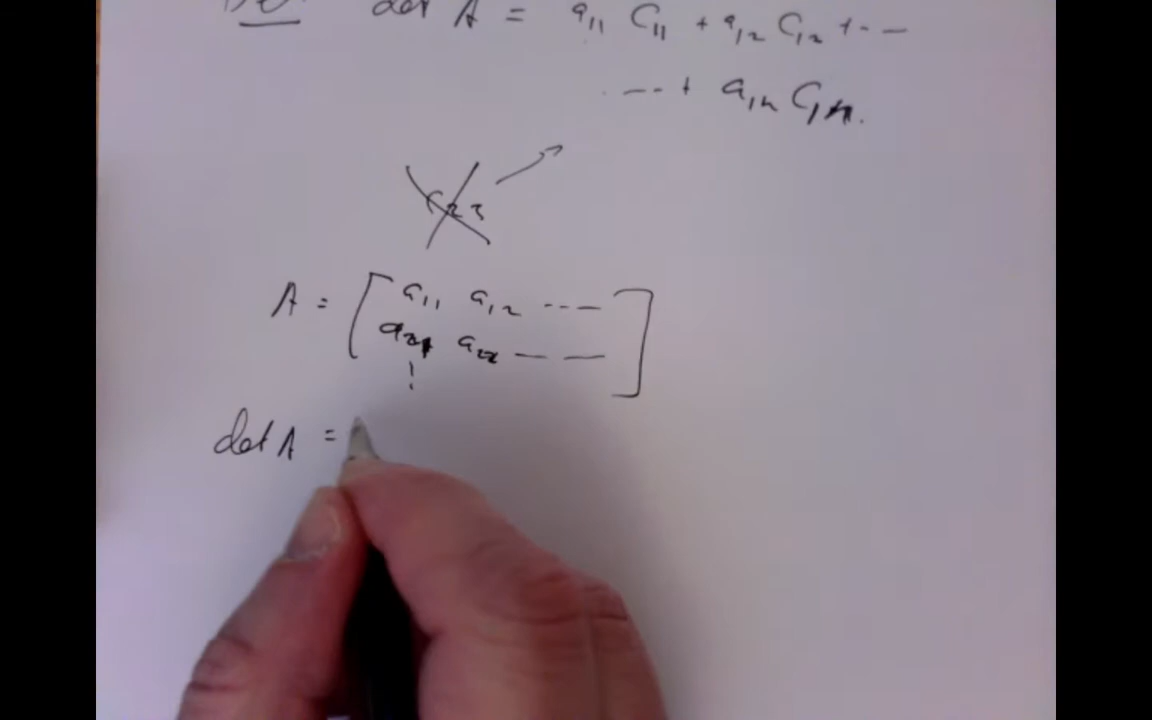 det A = a₁₁ C₁₁ + a₁₂ C₁₂ + ---
--- + a₁ₙ C₁ₙ.
A = [ a₁₁ a₁₂ ---
a₂₁ a₂₂ — — ]
det A =